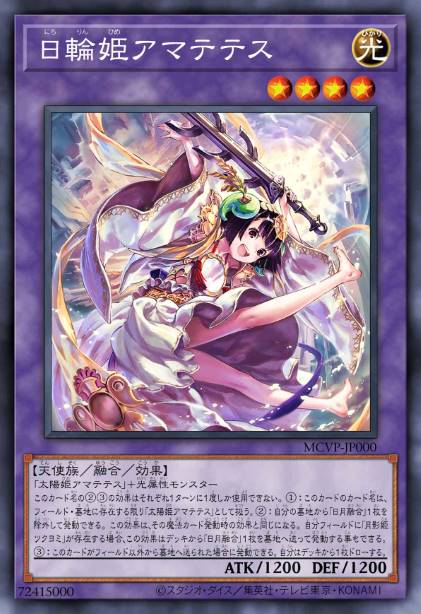 にちりんひめ
日輪姫アマテテス
ひかり
光
MCVP-JP000
【天使族／融合／効果】
「太陽姫アマテテス」＋光属性モンスター
このカード名の②③の効果はそれぞれ1ターンに1度しか使用できない。①：このカードのカード名は、
フィールド・墓地に存在する限り「太陽姫アマテテス」として扱う。②：自分の墓地から「日月融合」1枚を
除外して発動できる。この効果は、その魔法カード発動時の効果と同じになる。自分フィールドに「月影姫
ツクヨミ」が存在する場合、この効果はデッキから「日月融合」1枚を墓地へ送って発動する事もできる。
③：このカードがフィールド以外から墓地へ送られた場合に発動できる。自分はデッキから1枚ドローする。
ATK/1200 DEF/1200
72415000
©スタジオ・ダイス／集英社・テレビ東京・KONAMI